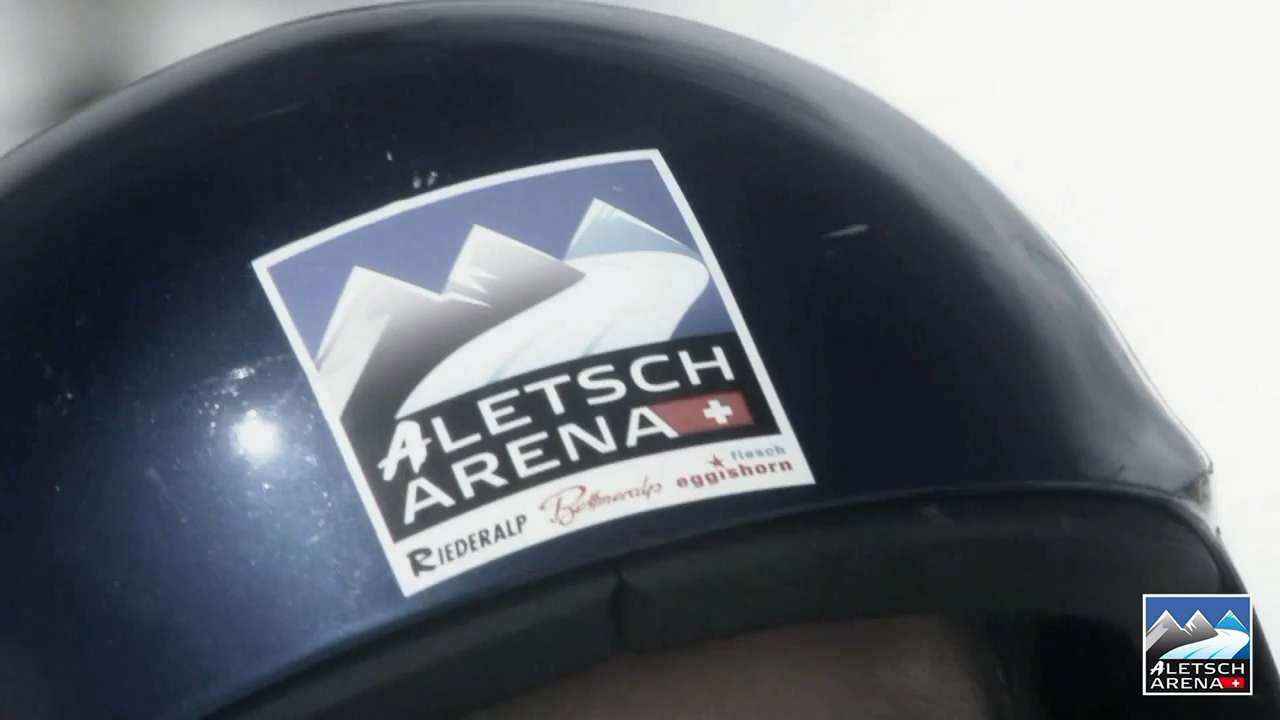 ALETSCH
ARENA
RIEDERALP Bettmeralp fiesch
eggishorn
ALETSCH
ARENA